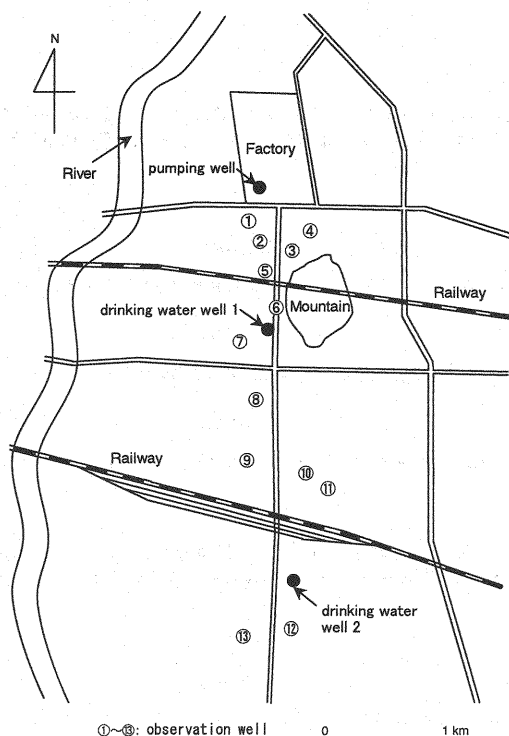 N
Factory
pumping well
River
①
②
③
④
⑤
Railway
⑥
Mountain
drinking water well 1
⑦
⑧
Railway
⑨
⑩
⑪
drinking water
well 2
⑫
⑬
①~⑬: observation well
0 1 km